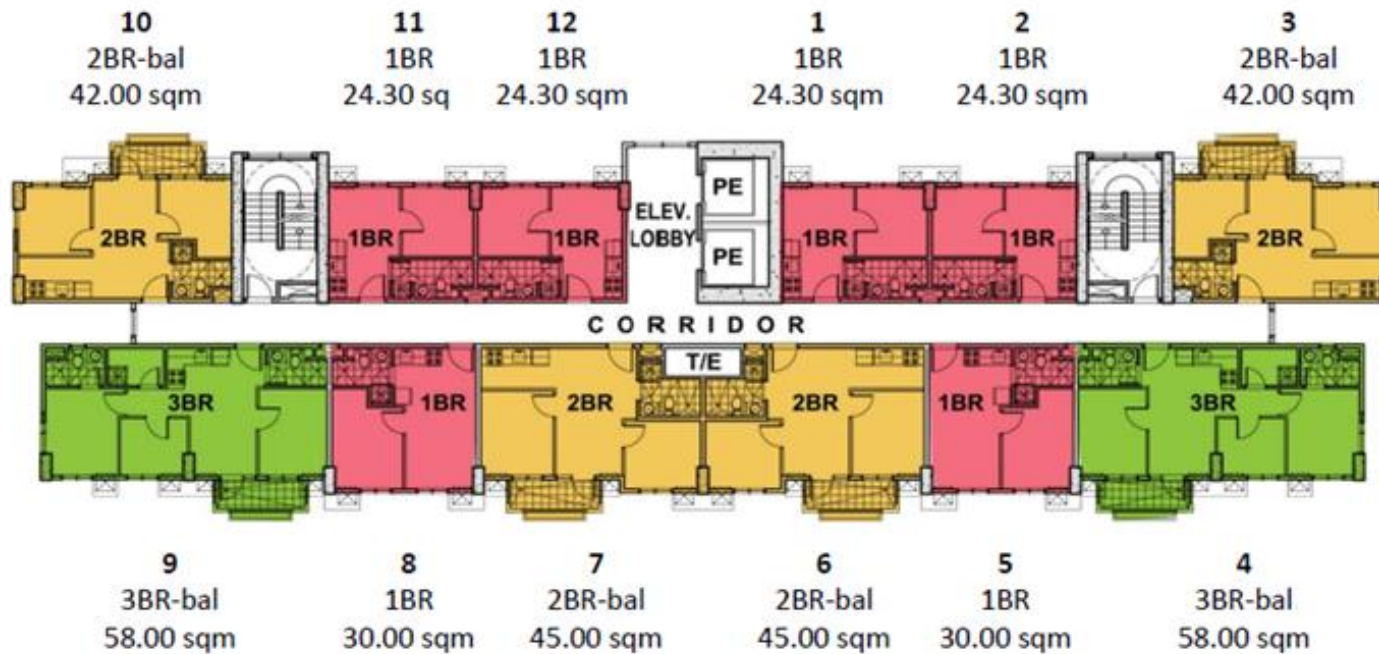 10 11 12 1 2 3
2BR-bal 1BR 1BR 1BR 1BR 2BR-bal
42.00 sqm 24.30 sq 24.30 sqm 24.30 sqm 24.30 sqm 42.00 sqm
PE
ELEV.
2BR 1BR 1BR LOBBY 1BR 1BR 2BR
PE
CORRIDOR
T/E
3BR 1BR 2BR 2BR 1BR 3BR
9 8 7 6 5 4
3BR-bal 1BR 2BR-bal 2BR-bal 1BR 3BR-bal
58.00 sqm 30.00 sqm 45.00 sqm 45.00 sqm 30.00 sqm 58.00 sqm